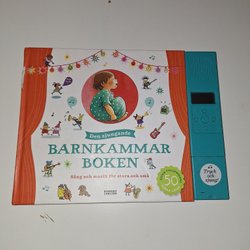 Den sjungande
BARNKAMMAR
BOKEN
Sång och musik för stora och små
50
Tryck
och
sjung!